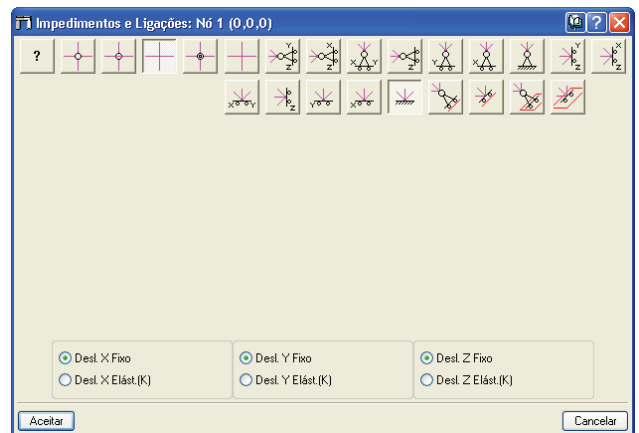 Impedimentos e Ligações: Nó 1 (0,0,0)
?
Y Z
X Z
X Y
Z
Y
X
Y Z
X Z
X Y
Z
Y
X
Desl. X Fixo
Desl. Y Fixo
Desl. Z Fixo
Desl. X Elást.(K)
Desl. Y Elást.(K)
Desl. Z Elást.(K)
Aceitar
Cancelar